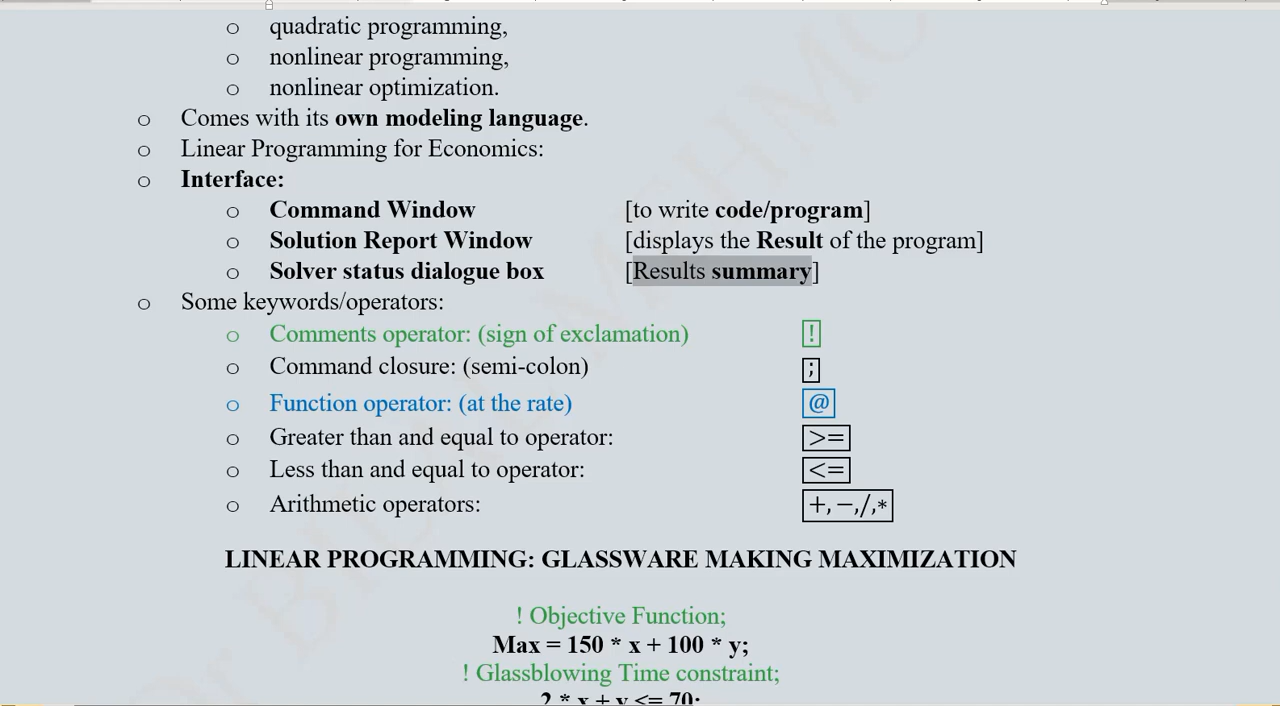 o quadratic programming,
o nonlinear programming,
o nonlinear optimization.
o Comes with its own modeling language.
o Linear Programming for Economics:
o Interface:
o Command Window [to write code/program]
o Solution Report Window [displays the Result of the program]
o Solver status dialogue box [Results summary]
o Some keywords/operators:
o Comments operator: (sign of exclamation) !
o Command closure: (semi-colon) ;
o Function operator: (at the rate) @
o Greater than and equal to operator: >=
o Less than and equal to operator: <=
o Arithmetic operators: +,−,/,*
LINEAR PROGRAMMING: GLASSWARE MAKING MAXIMIZATION
! Objective Function;
Max = 150 * x + 100 * y;
! Glassblowing Time constraint;
2 * x + y <= 70;